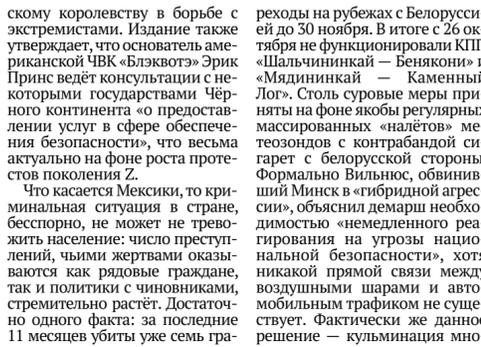 скому королевству в борьбе с
экстремистами. Издание также
утверждает, что основатель аме-
риканской ЧВК «Блэквотэ» Эрик
Принс ведёт консультации с не-
которыми государствами Чёр-
ного континента «о предостав-
лении услуг в сфере обеспече-
ния безопасности», что весьма
актуально на фоне роста проте-
стов поколения Z.
Что касается Мексики, то кри-
минальная ситуация в стране,
бесспорно, не может не трево-
жить население: число преступ-
лений, чьими жертвами оказы-
ваются как рядовые граждане,
так и политики с чиновниками,
стремительно растёт. Достаточ-
но одного факта: за последние
11 месяцев убиты уже семь гра-
реходы на рубежах с Белорусси-
ей до 30 ноября. В итоге с 26 ок-
тября не функционировали КПП
«Шальчининкай — Бенякони» и
«Мядининкай — Каменный
Лог». Столь суровые меры при-
няты на фоне якобы регулярных
массированных «налётов» ме-
теозондов с контрабандой си-
гарет с белорусской стороны.
Формально Вильнюс, обвинив-
ший Минск в «гибридной агрес-
сии», объяснил демарш необхо-
димостью «немедленного реа-
гирования на угрозы нацио-
нальной безопасности», хотя
никакой прямой связи между
воздушными шарами и авто-
мобильным трафиком не суще-
ствует. Фактически же данное
решение — кульминация мно-